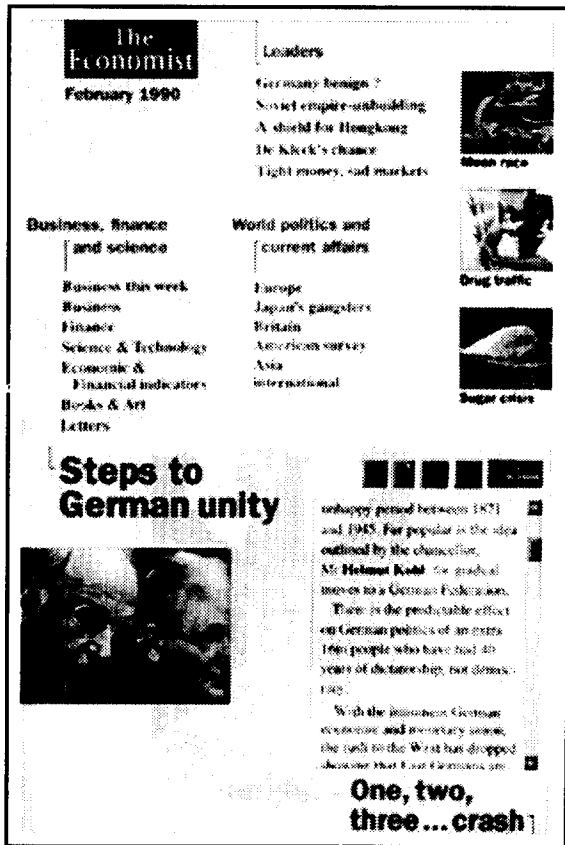 The
Economist
February 1990
Leaders
Germany benign ?
Soviet empire-unbuilding
A shield for Hongkong
De Klerk's chance
Tight money, sad markets
Moon race
Drug traffic
Sugar crisis
Business, finance
and science
Business this week
Business
Finance
Science & Technology
Economic &
Financial indicators
Books & Art
Letters
World politics and
current affairs
Europe
Japan's gangsters
Britain
American survey
Asia
international
Steps to
German unity
unhappy period between 1871
and 1945. Far popular is the idea
outlined by the chancellor,
Mr Helmut Kohl, for gradual
moves to a German Federation.
There is the predictable effect
on German politics of an extra
16m people who have had 40
years of dictatorship, not democ-
racy.
With the imminent German
economic and monetary union,
the rush to the West has dropped
showing that East Germans are
One, two,
three ... crash